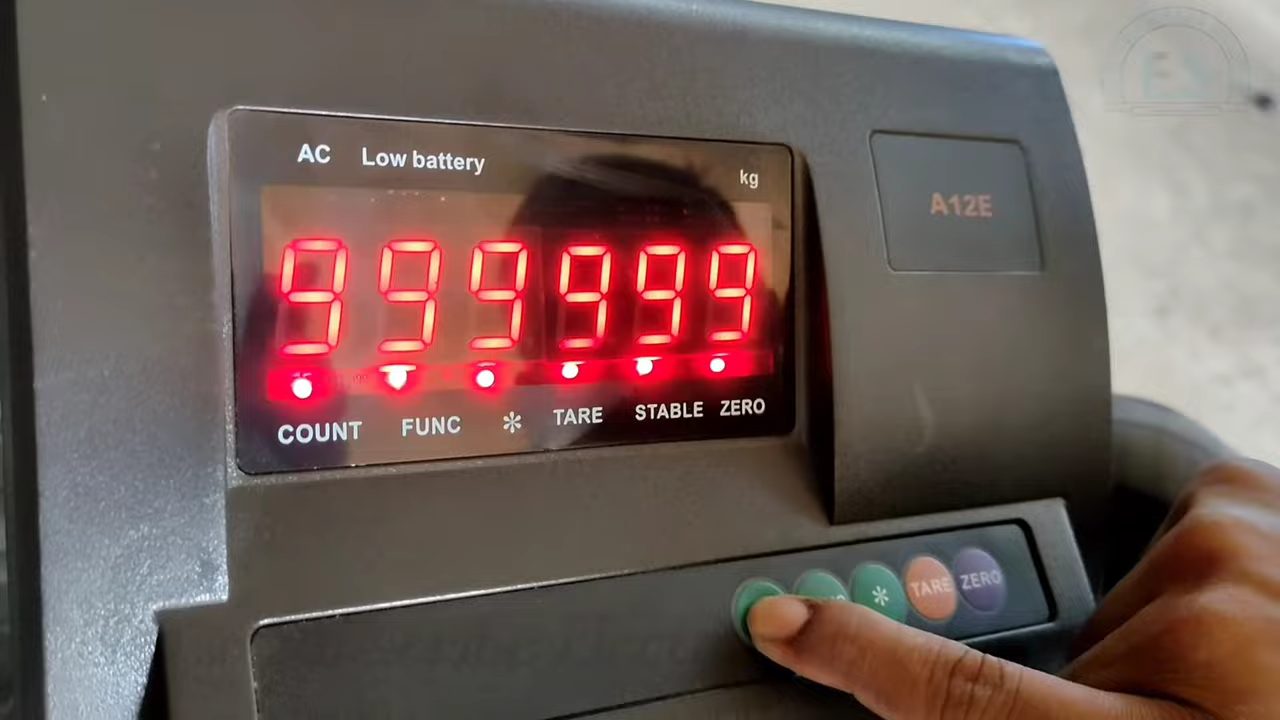 AC Low battery
kg
A12E
999999
COUNT FUNC * TARE STABLE ZERO
* TARE ZERO